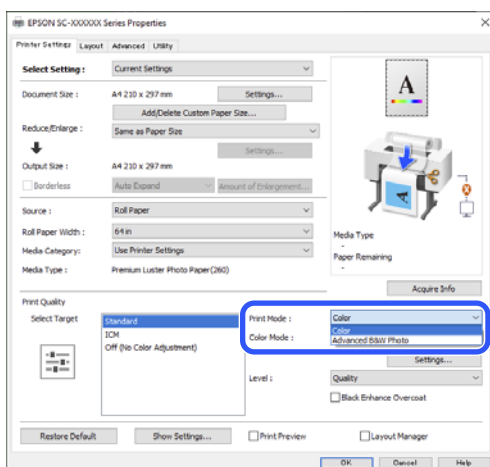 EPSON SC-XXXXXX Series Properties
Printer Settings Layout Advanced Utility
Select Setting : Current Settings
Document Size : A4 210 x 297 mm Settings...
Add/Delete Custom Paper Size...
Reduce/Enlarge : Same as Paper Size
Settings...
Output Size : A4 210 x 297 mm
Borderless Auto Expand Amount of Enlargement...
Source : Roll Paper
Roll Paper Width : 64 in
Media Category: Use Printer Settings
Media Type : Premium Luster Photo Paper(260)
A
Media Type
-
Paper Remaining
-
Acquire Info
Print Quality
Select Target
Standard
ICM
Off (No Color Adjustment)
Print Mode : Color
Color
Advanced B&W Photo
Color Mode :
Settings...
Level : Quality
Black Enhance Overcoat
Restore Default Show Settings... Print Preview Layout Manager
OK Cancel Help